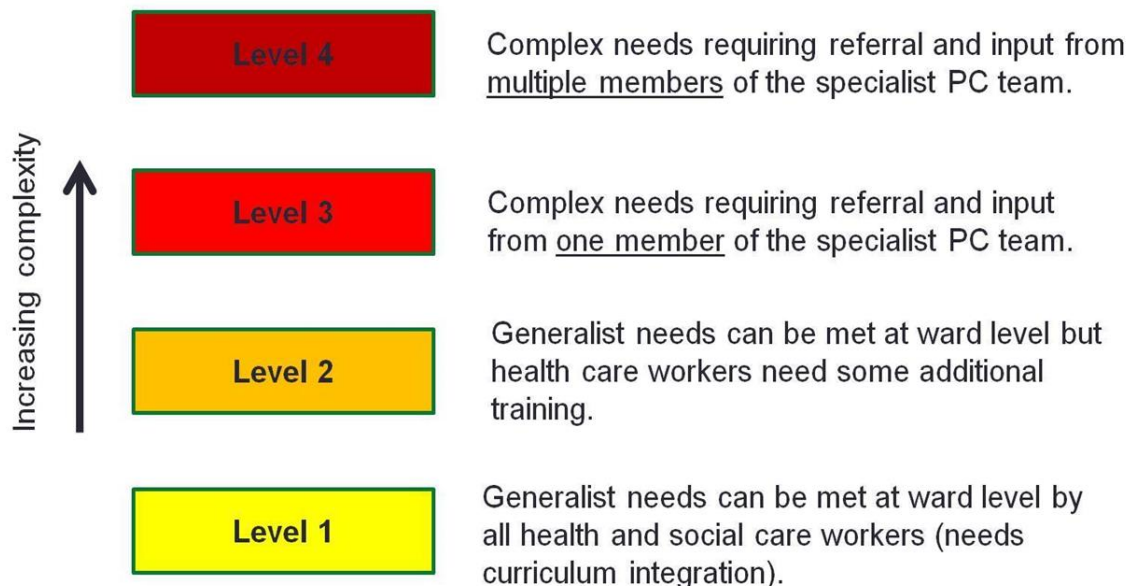 Level 4
Complex needs requiring referral and input from
multiple members of the specialist PC team.
Increasing complexity
Level 3
Complex needs requiring referral and input
from one member of the specialist PC team.
Level 2
Generalist needs can be met at ward level but
health care workers need some additional
training.
Level 1
Generalist needs can be met at ward level by
all health and social care workers (needs
curriculum integration).